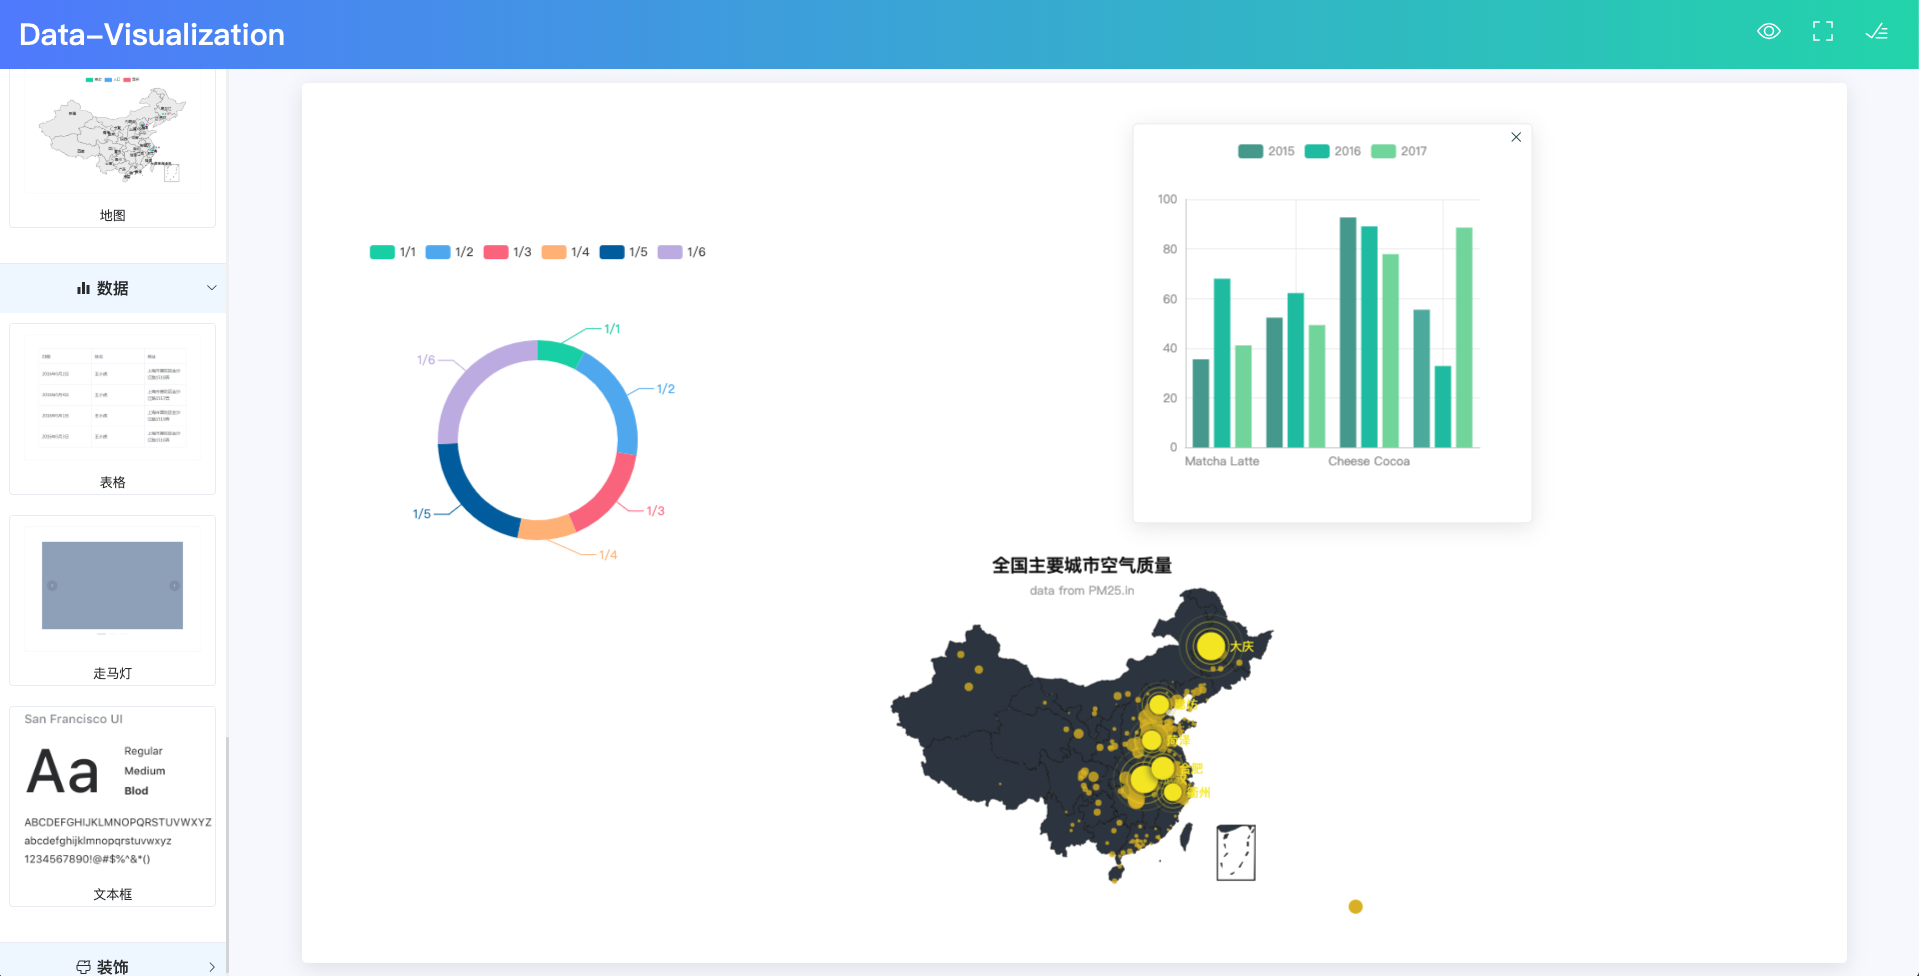 Data-Visualization
地图
数据
表格
走马灯
San Francisco UI
Aa
Regular
Medium
Blod
ABCDEFGHIJKLMNOPQRSTUVWXYZ
abcdefghijklmnopqrstuvwxyz
1234567890!@#$%^&*()
文本框
装饰
1/1 1/2 1/3 1/4 1/5 1/6
1/1
1/6
1/2
1/3
1/5
1/4
2015 2016 2017
100
80
60
40
20
0
Matcha Latte Cheese Cocoa
全国主要城市空气质量
data from PM25.in
大庆
菏泽
合肥
衢州